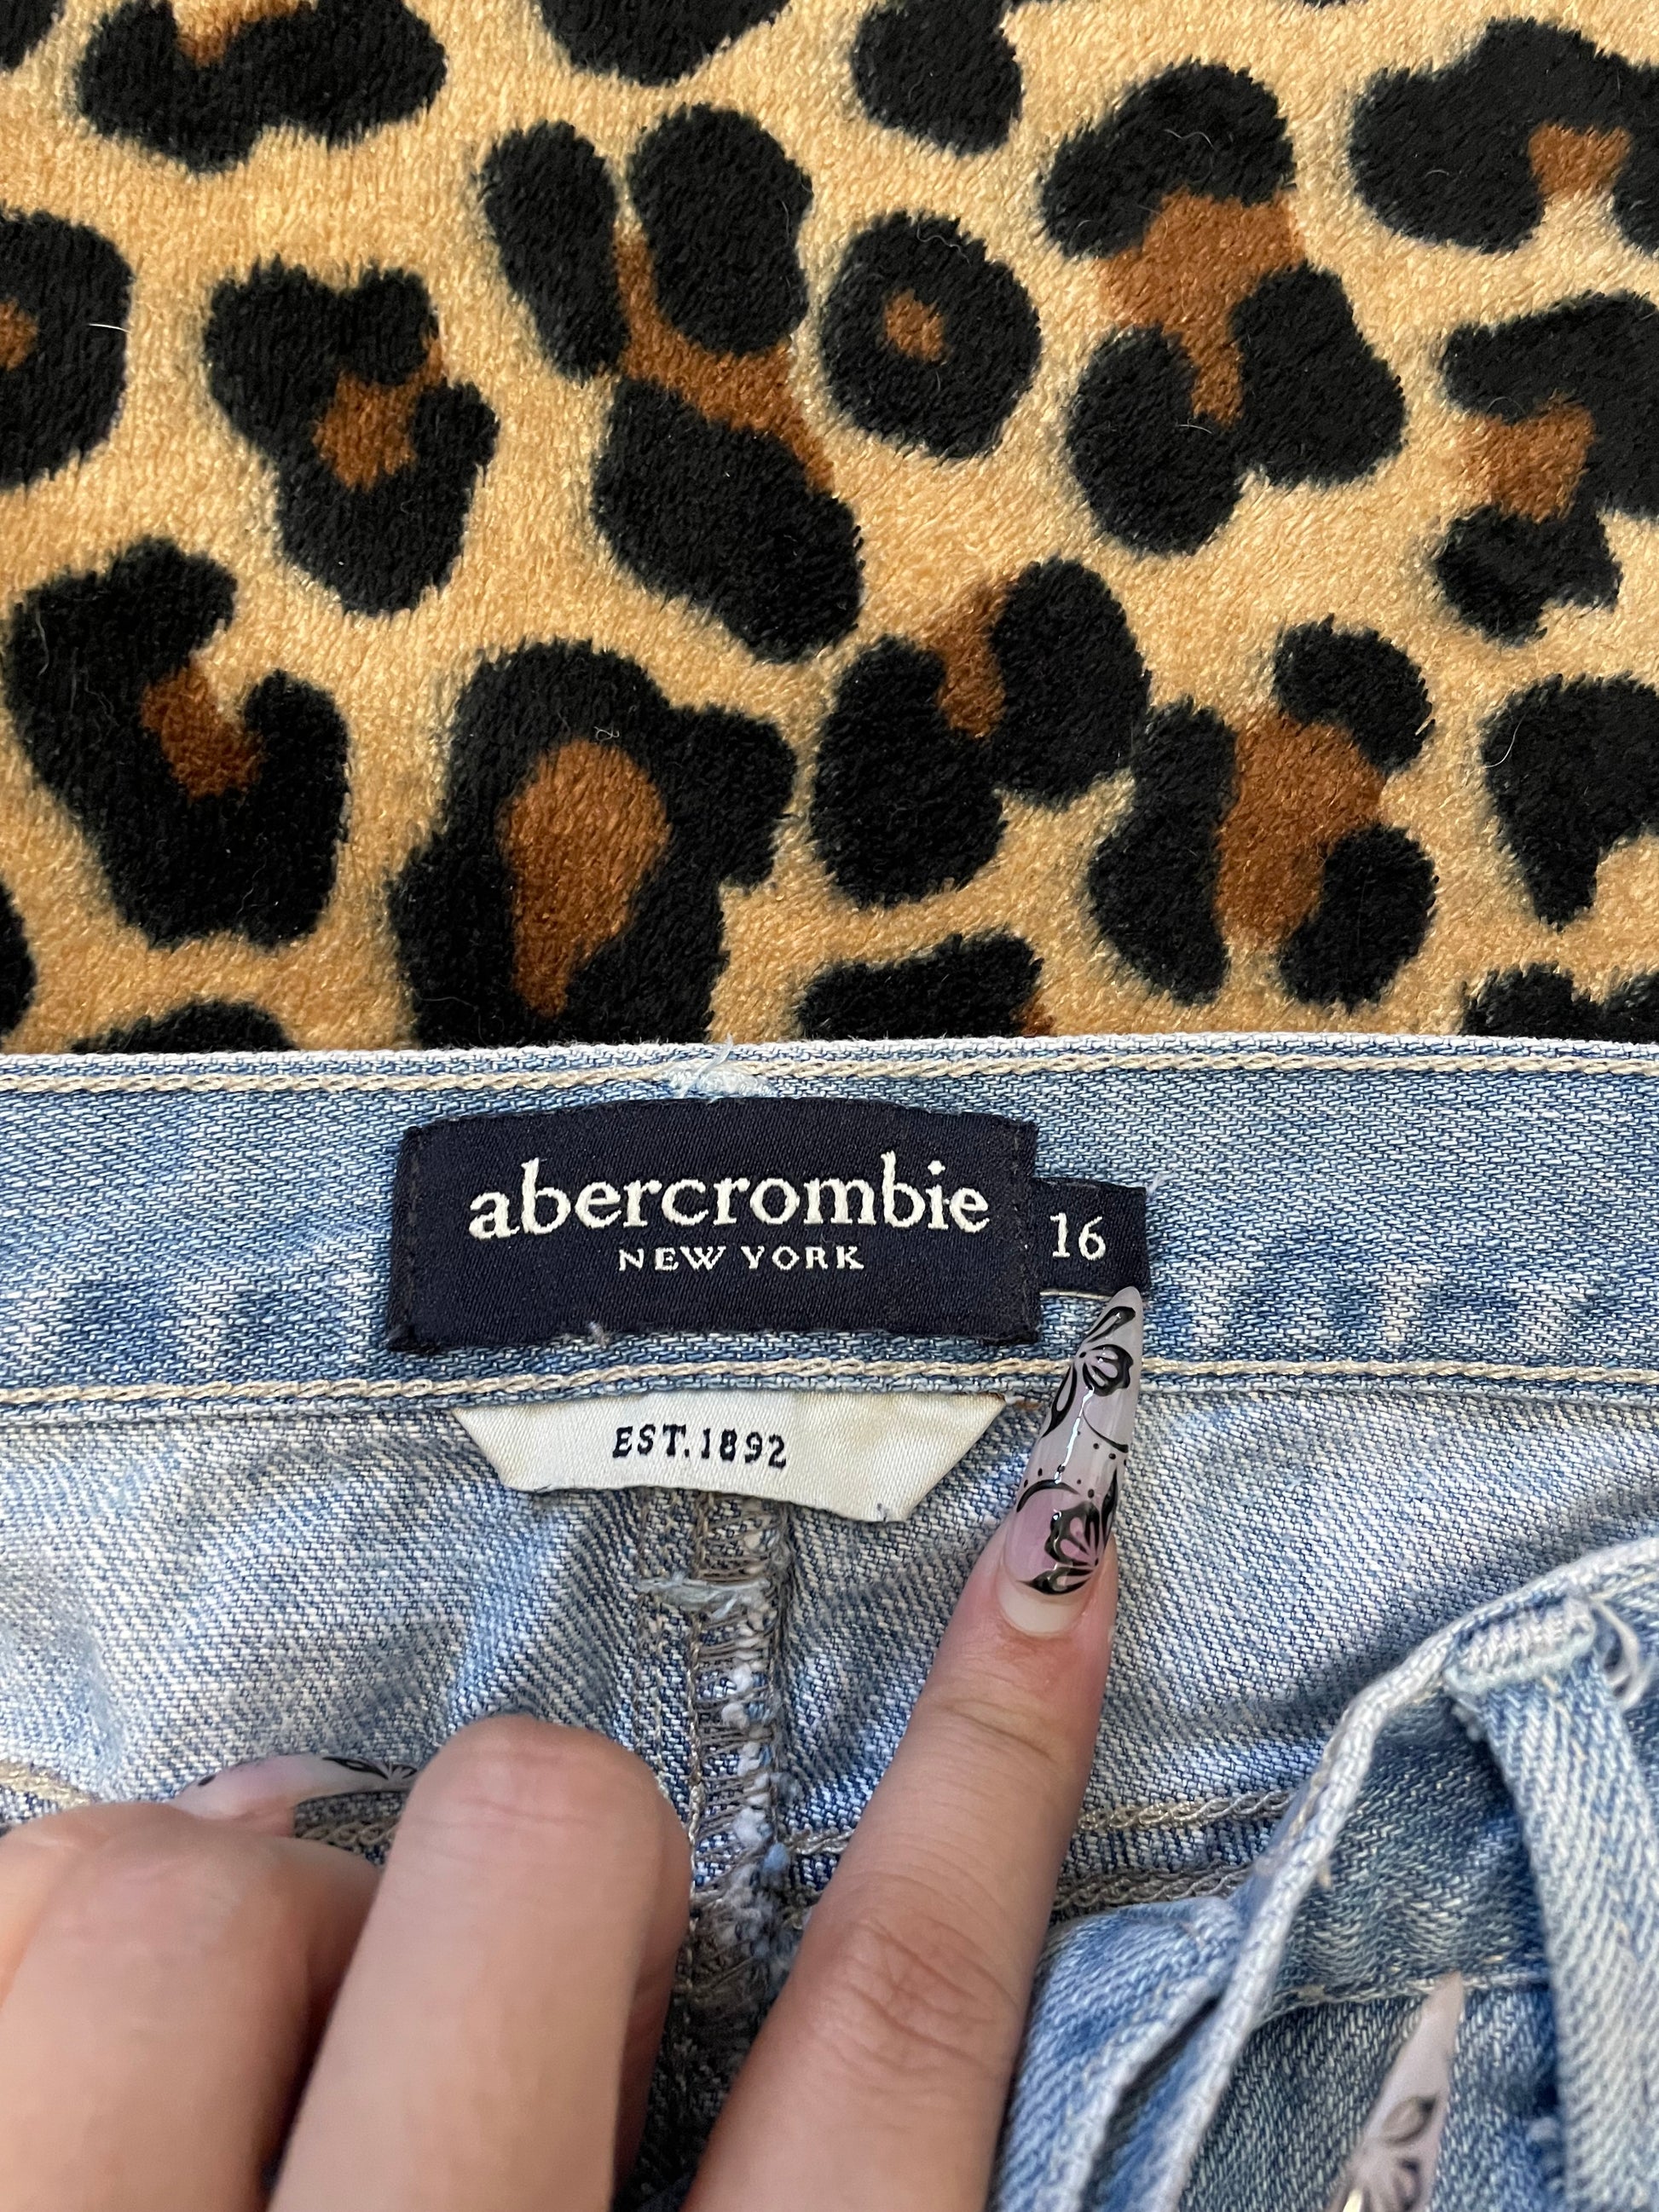 abercrombie
NEW YORK
16
EST. 1892